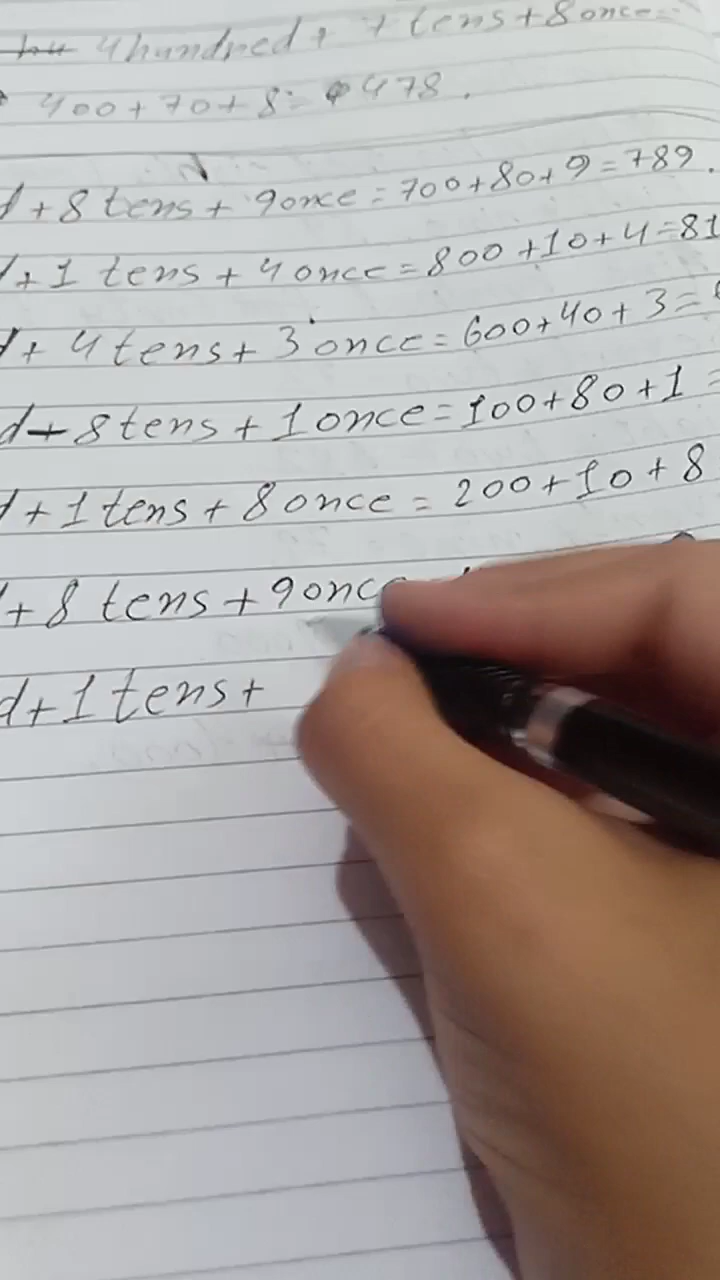 4 hundred + 7 tens + 8 once =
400 + 70 + 8 = 478.
d + 8 tens + 9 once = 700 + 80 + 9 = 789.
d + 1 tens + 4 once = 800 + 10 + 4 = 81
d + 4 tens + 3 once = 600 + 40 + 3 =
d + 8 tens + 1 once = 100 + 80 + 1 =
d + 1 tens + 8 once = 200 + 10 + 8
+ 8 tens + 9 once
d + 1 tens +